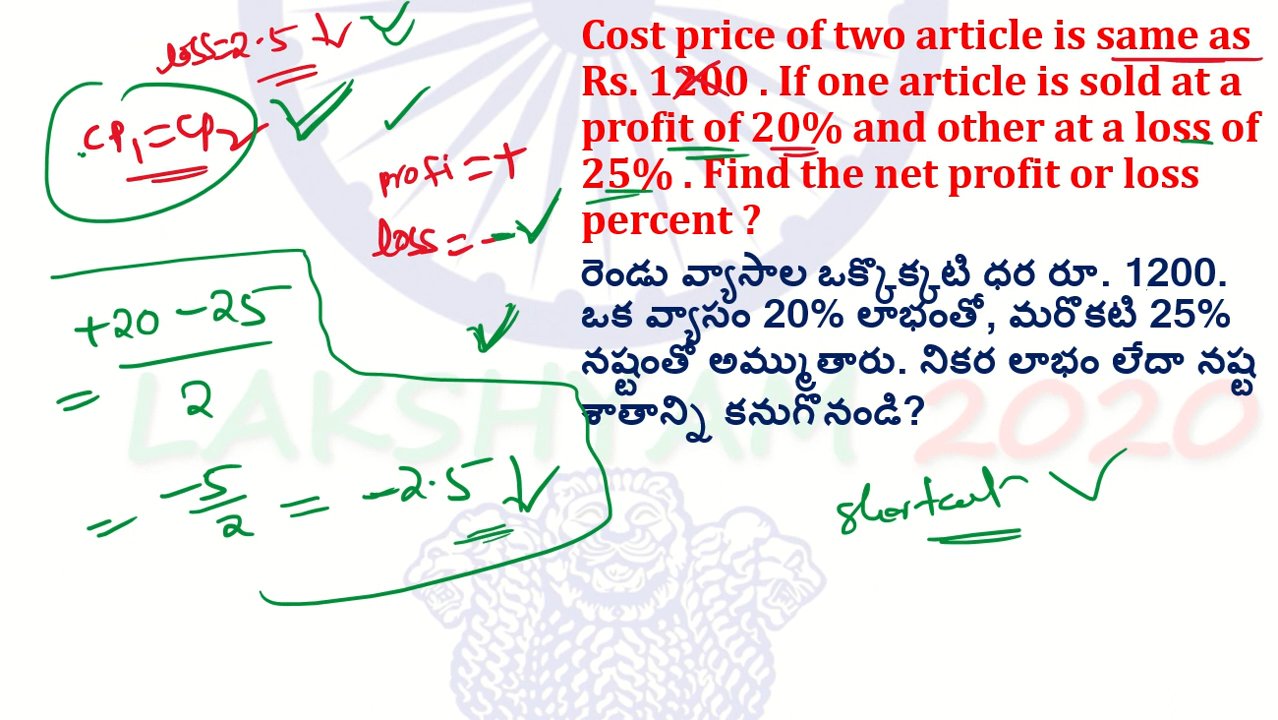 loss=2.5
CP1=CP2
profi=+
loss=-
+20-25
=
2
= -5/2 = -2.5
Cost price of two article is same as
Rs. 1200 . If one article is sold at a
profit of 20% and other at a loss of
25% . Find the net profit or loss
percent ?
రెండు వ్యాసాల ఒక్కొక్కటి ధర రూ. 1200.
ఒక వ్యాసం 20% లాభంతో, మరొకటి 25%
నష్టంతో అమ్ముతారు. నికర లాభం లేదా నష్ట
శాతాన్ని కనుగొనండి?
LAKSHYAM 2020
shortcut